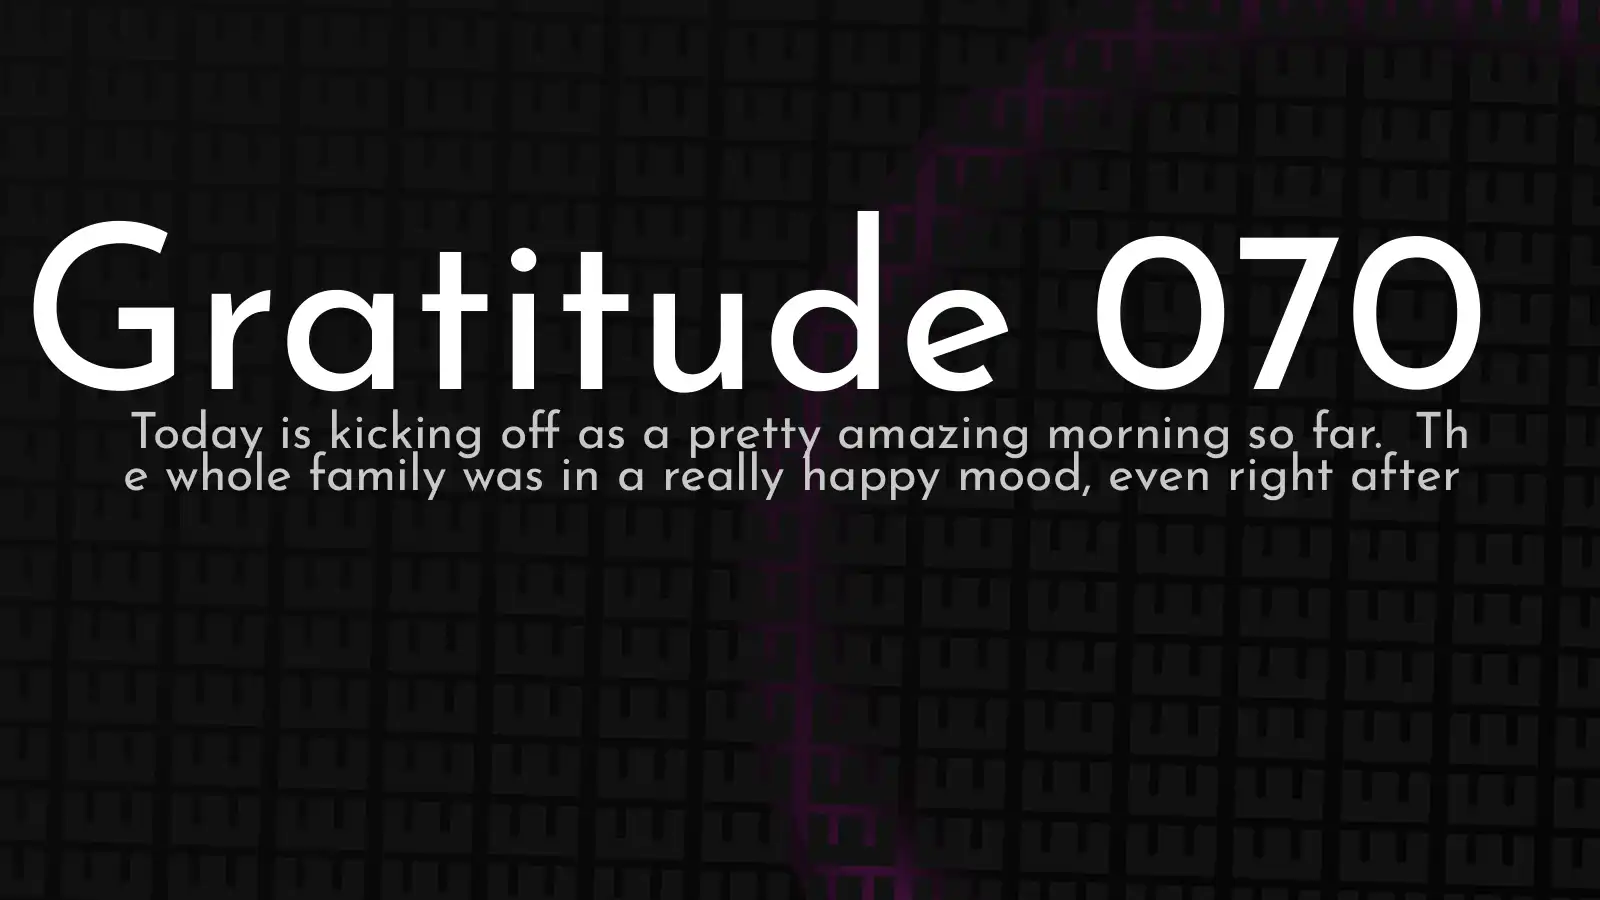 Gratitude 070
Today is kicking off as a pretty amazing morning so far.  Th
e whole family was in a really happy mood, even right after